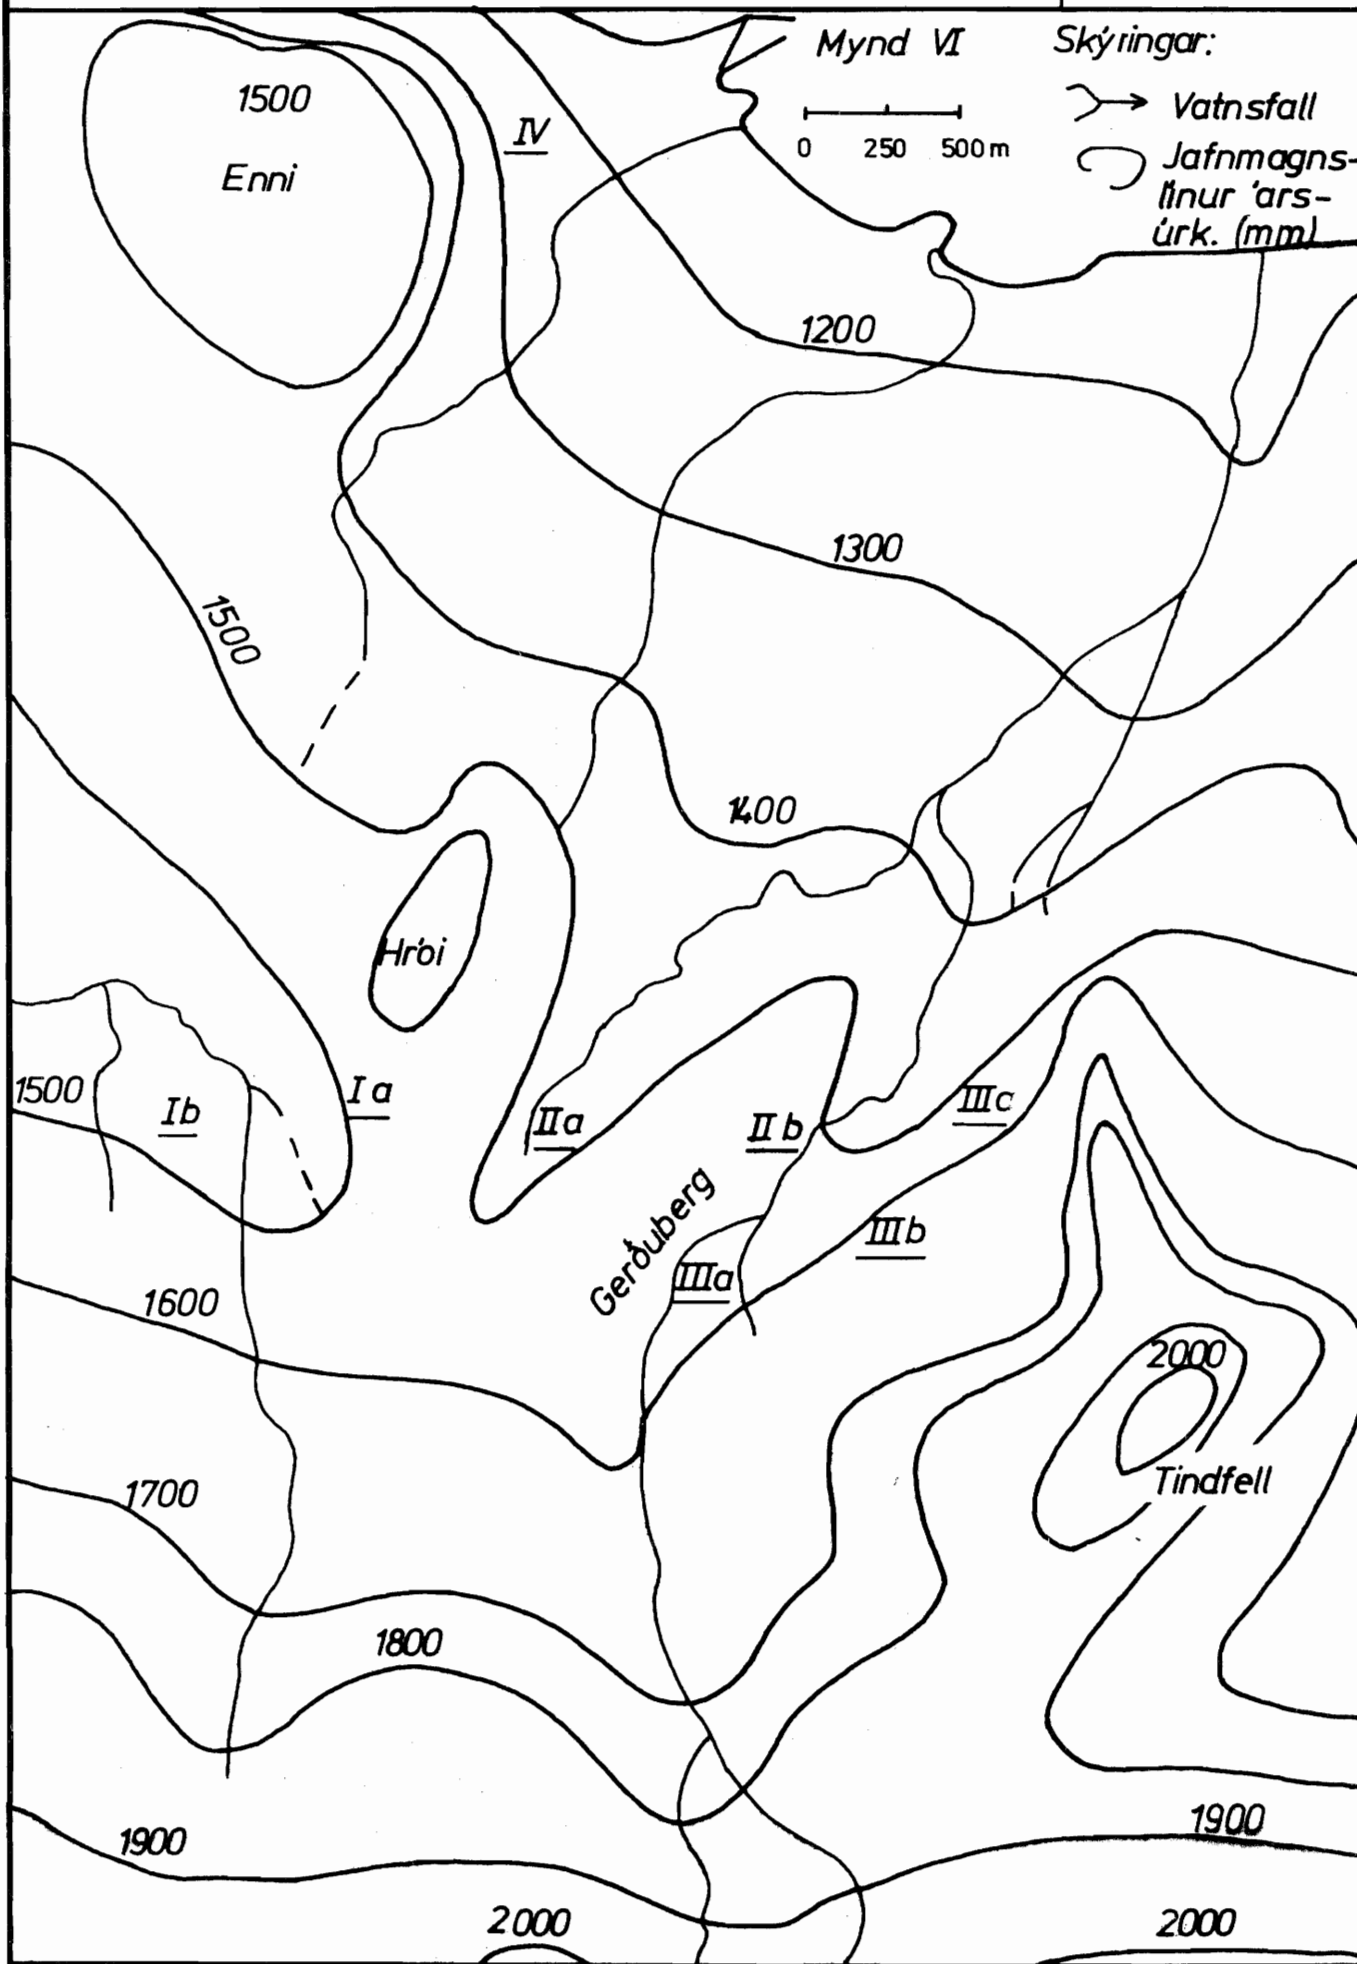 Mynd VI
0 250 500 m
Skýringar:
Vatnsfall
Jafnmagns-
línur árs-
úrk. (mm)
1500
Enni
IV
1200
1300
1500
1400
Hrói
1500
Ib
Ia
IIa
IIb
IIIc
Gerðuberg
IIIa
IIIb
1600
2000
Tindfell
1700
1800
1900
1900
2000
2000